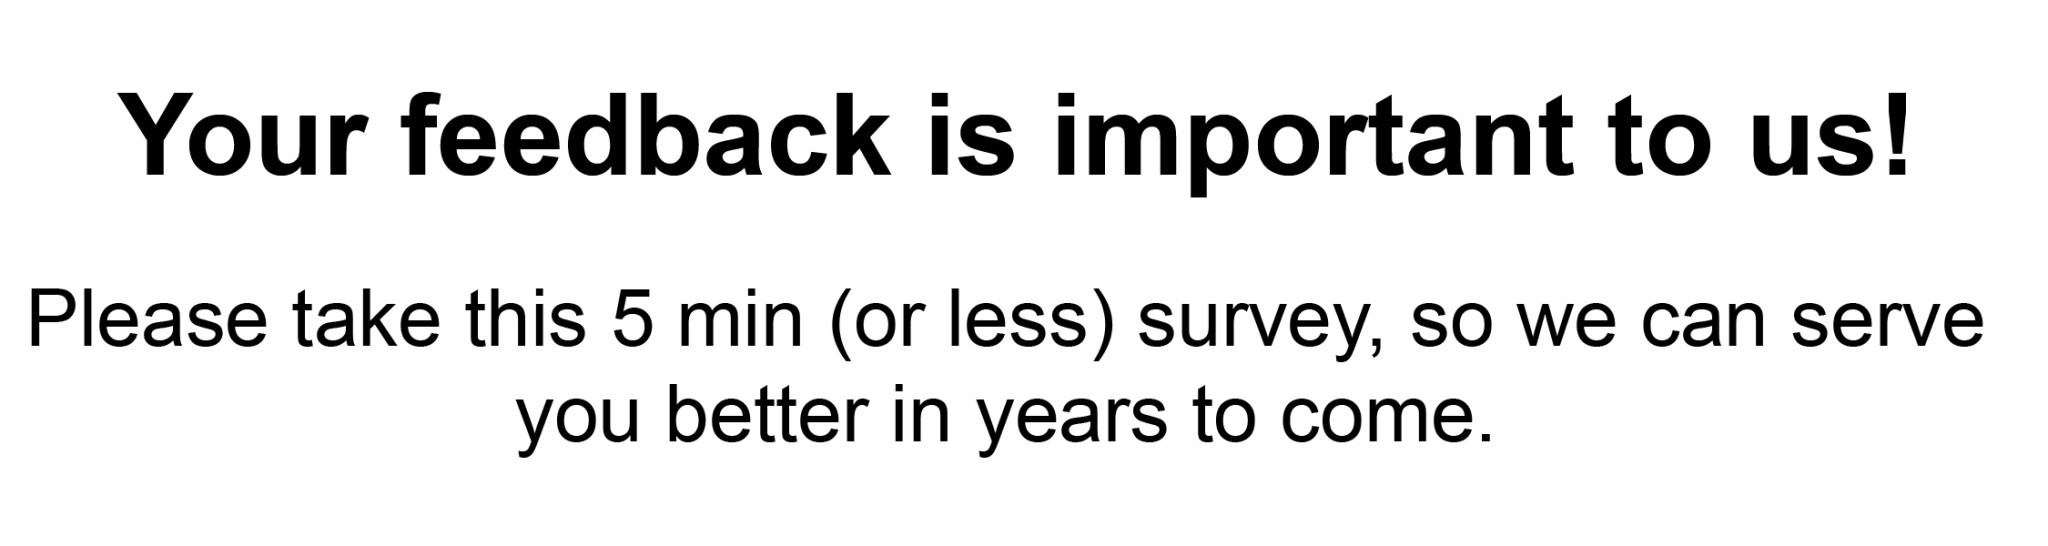 Your feedback is important to us!
Please take this 5 min (or less) survey, so we can serve
you better in years to come.